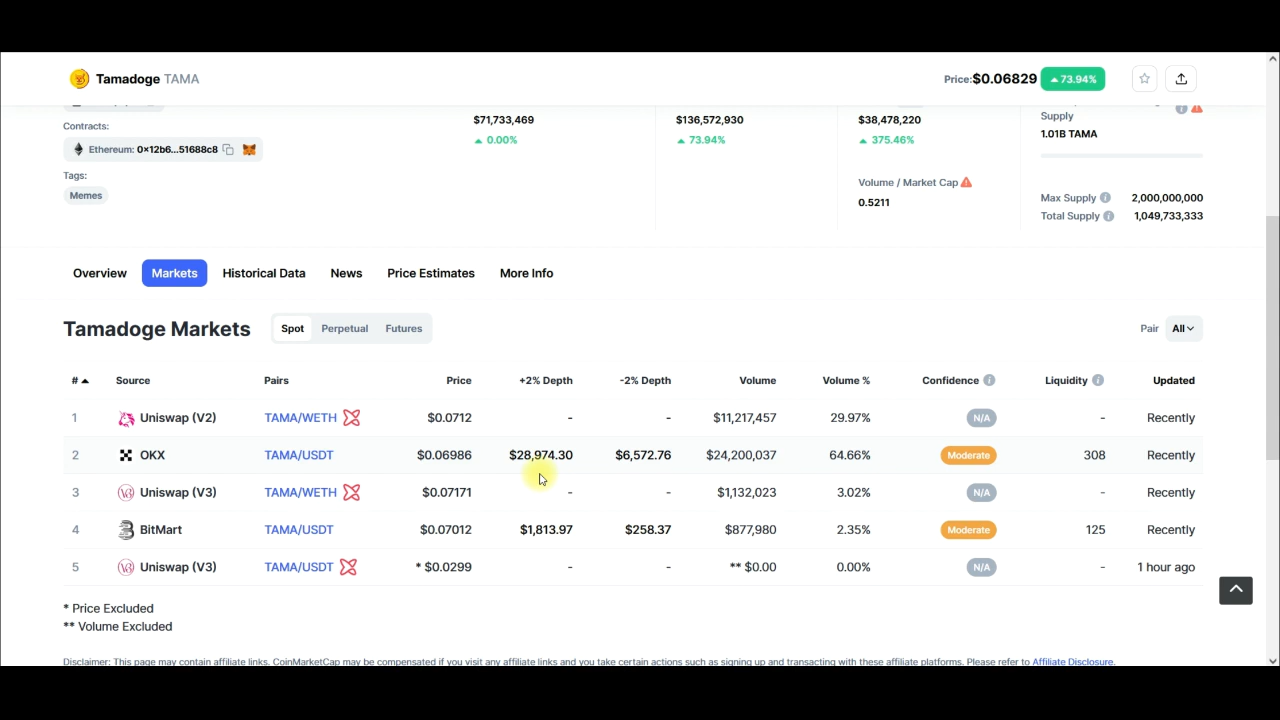 Tamadoge TAMA
Price:$0.06829 73.94%
Contracts:
Ethereum: 0x12b6...51688c8
Tags:
Memes
$71,733,469
0.00%
$136,572,930
73.94%
$38,478,220
375.46%
Volume / Market Cap
0.5211
Supply
1.01B TAMA
Max Supply 2,000,000,000
Total Supply 1,049,733,333
Overview Markets Historical Data News Price Estimates More Info
Tamadoge Markets Spot Perpetual Futures Pair All
# Source Pairs Price +2% Depth -2% Depth Volume Volume % Confidence Liquidity Updated
1 Uniswap (V2) TAMA/WETH $0.0712 - - $11,217,457 29.97% N/A - Recently
2 OKX TAMA/USDT $0.06986 $28,974.30 $6,572.76 $24,200,037 64.66% Moderate 308 Recently
3 Uniswap (V3) TAMA/WETH $0.07171 - - $1,132,023 3.02% N/A - Recently
4 BitMart TAMA/USDT $0.07012 $1,813.97 $258.37 $877,980 2.35% Moderate 125 Recently
5 Uniswap (V3) TAMA/USDT * $0.0299 - - ** $0.00 0.00% N/A - 1 hour ago
* Price Excluded
** Volume Excluded
Disclaimer: This page may contain affiliate links. CoinMarketCap may be compensated if you visit any affiliate links and you take certain actions such as signing up and transacting with these affiliate platforms. Please refer to Affiliate Disclosure.